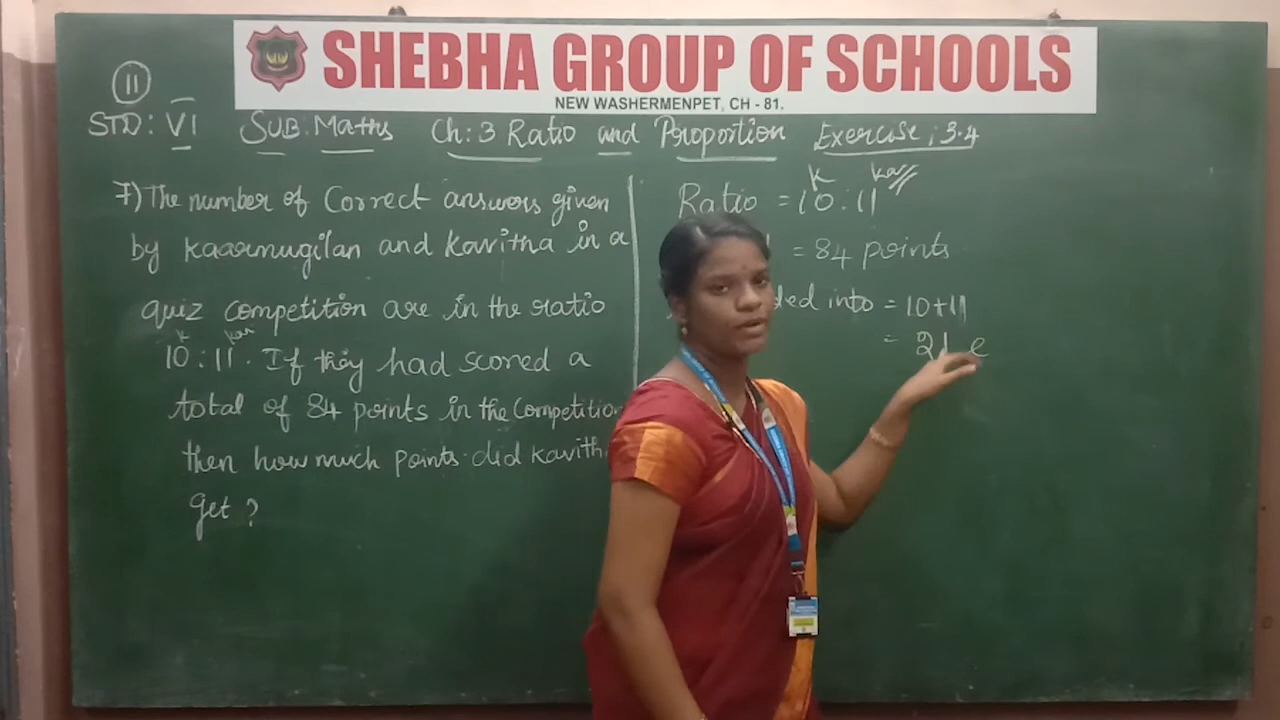 SHEBHA GROUP OF SCHOOLS
NEW WASHERMENPET, CH - 81.
11
STD: VI SUB: Maths Ch: 3 Ratio and Proportion Exercise: 3.4
7) The number of Correct answers given
by kaarmugilan and kavitha in a
quiz competition are in the ratio
k kar
10:11. If they had scored a
total of 84 points in the Competition
then how much points did kavith
Get ?
k kar
Ratio = 10:11
= 84 points
ded into = 10+11
= 21 e